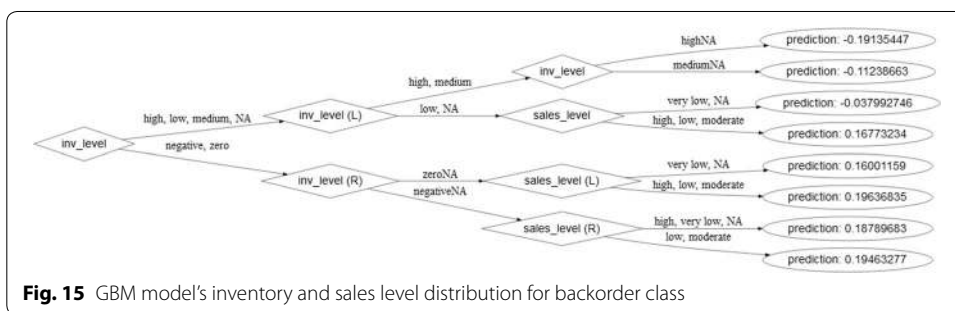 highNA
prediction: -0.19135447
inv_level
high, medium
mediumNA
prediction: -0.11238663
high, low, medium, NA
inv_level (L)
low, NA
very low, NA
prediction: -0.037992746
sales_level
high, low, moderate
prediction: 0.16773234
inv_level
negative, zero
very low, NA
prediction: 0.16001159
inv_level (R)
zeroNA
sales_level (L)
negativeNA
high, low, moderate
prediction: 0.19636835
high, very low, NA
prediction: 0.18789683
sales_level (R)
low, moderate
prediction: 0.19463277
Fig. 15 GBM model's inventory and sales level distribution for backorder class